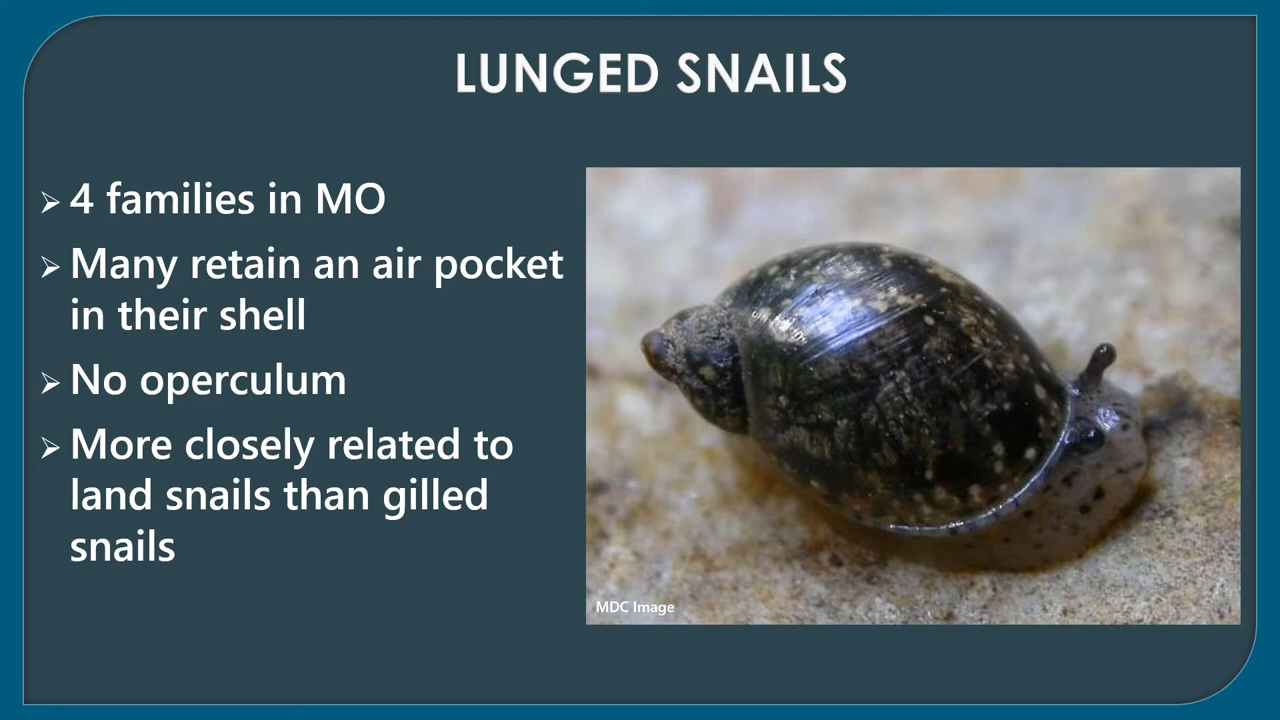 LUNGED SNAILS
➢ 4 families in MO
➢ Many retain an air pocket
in their shell
➢ No operculum
➢ More closely related to
land snails than gilled
snails
MDC Image